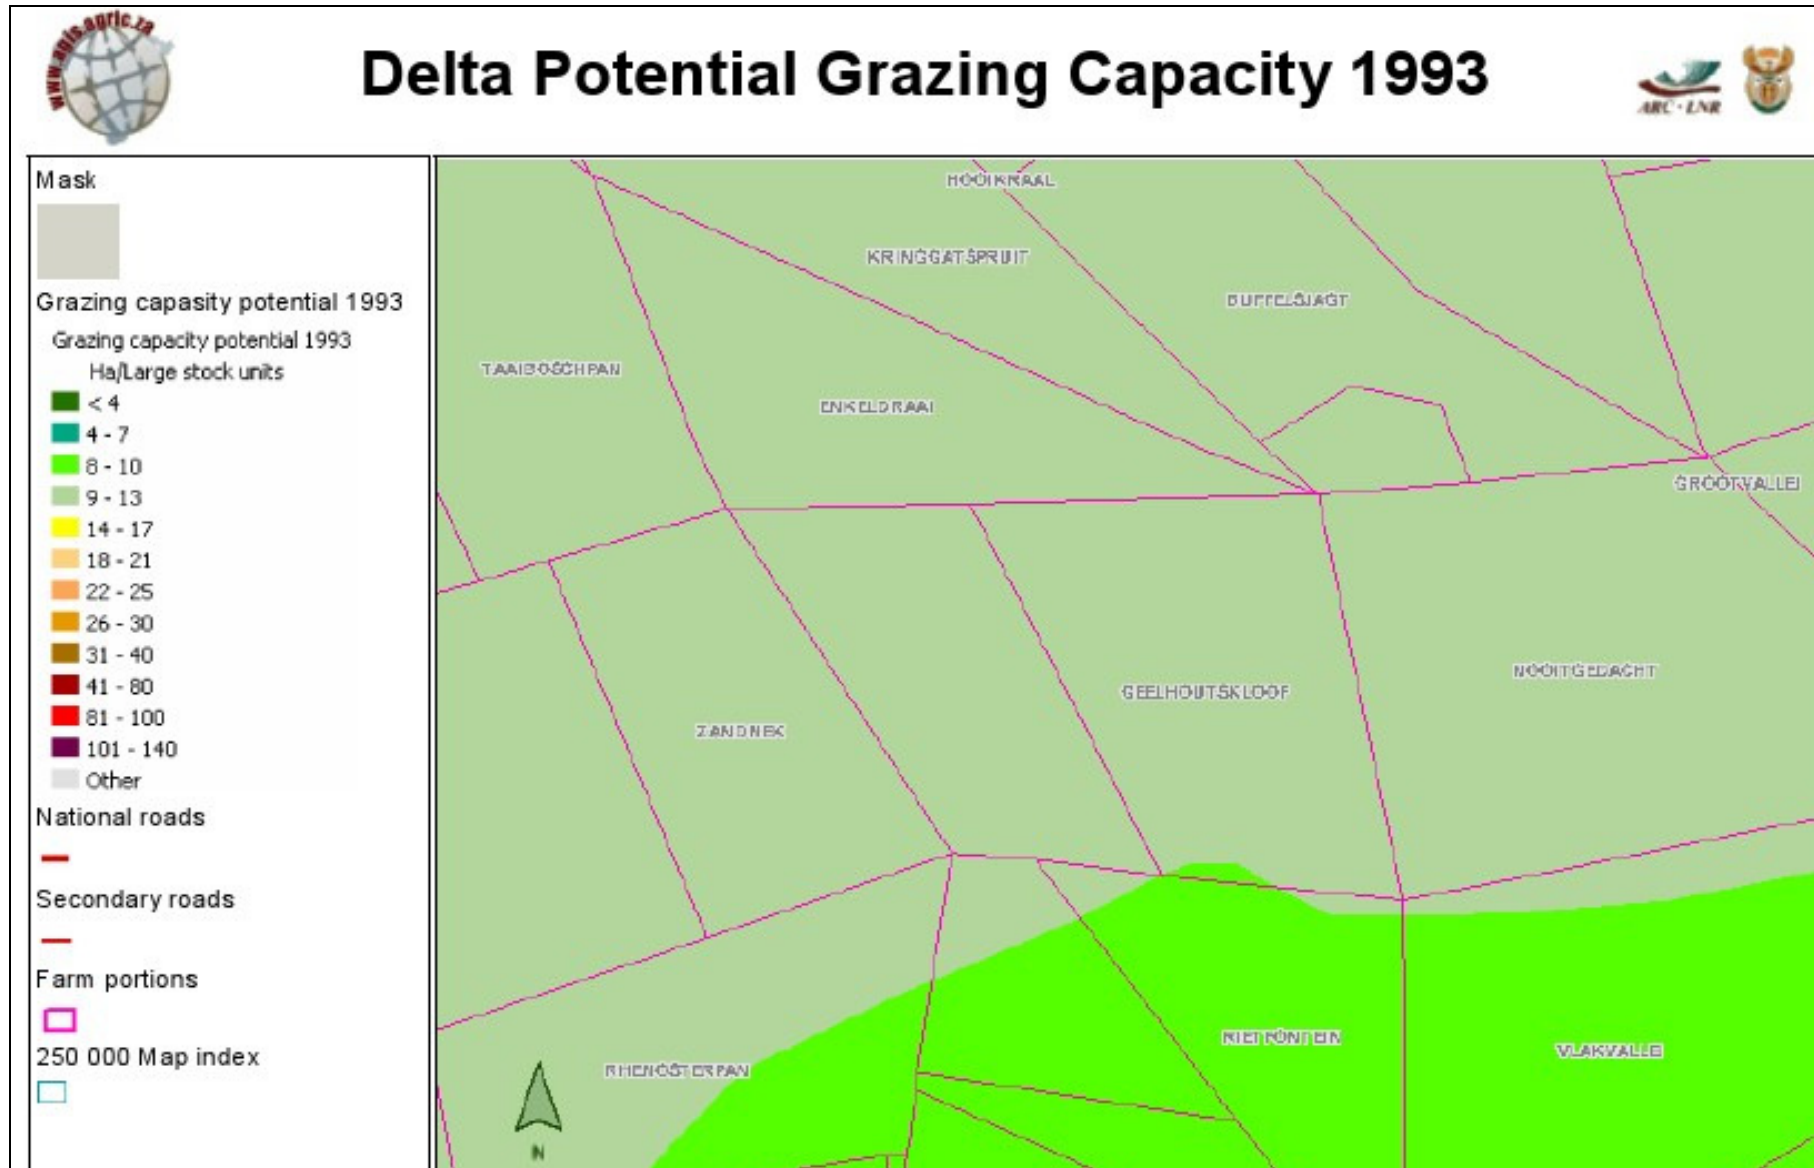 www.agis.agric.za
Delta Potential Grazing Capacity 1993
ARC • LNR
Mask
Grazing capasity potential 1993
Grazing capacity potential 1993
Ha/Large stock units
< 4
4 - 7
8 - 10
9 - 13
14 - 17
18 - 21
22 - 25
26 - 30
31 - 40
41 - 80
81 - 100
101 - 140
Other
National roads
Secondary roads
Farm portions
250 000 Map index
HOOIKRAAL
KRINGGATSPRUIT
BUFFELSJAGT
TAAIBOSCHPAN
ENKELDRAAI
GROOTVALLEI
NOOITGEDACHT
GEELHOUTSKLOOF
ZANDNEK
RIETFONTEIN
VLAKVALLEI
RHENOSTERPAN
N